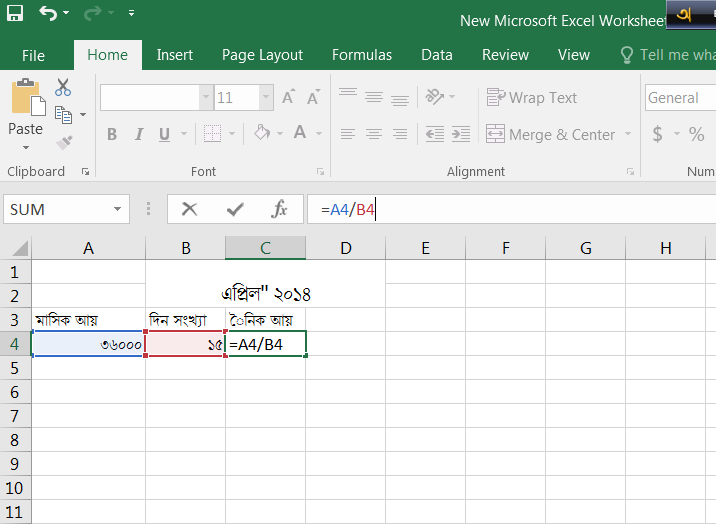 New Microsoft Excel Worksheet অ
File Home Insert Page Layout Formulas Data Review View Tell me wha
Paste 11 A A Wrap Text General
B I U A Merge & Center $ %
Clipboard Font Alignment Num
SUM fx =A4/B4
A B C D E F G H
1
2 এপ্রিল" ২০১৪
3 মাসিক আয় দিন সংখ্যা ৈনিক আয়
4 ৩৬০০০ ১৫ =A4/B4
5
6
7
8
9
10
11